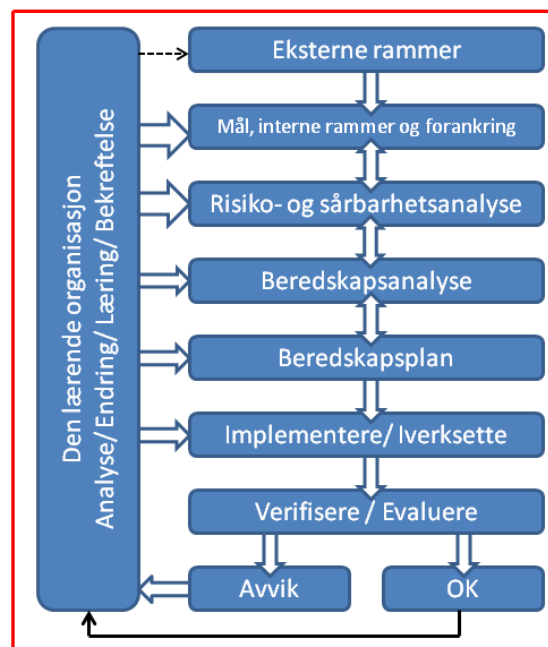 Den lærende organisasjon
Analyse/ Endring/ Læring/ Bekreftelse
Eksterne rammer
Mål, interne rammer og forankring
Risiko- og sårbarhetsanalyse
Beredskapsanalyse
Beredskapsplan
Implementere/ Iverksette
Verifisere / Evaluere
Avvik
OK